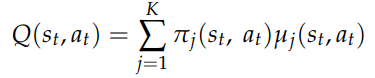 Q(s_t, a_t) = \sum_{j=1}^{K} \pi_j(s_t, a_t) \mu_j(s_t, a_t)